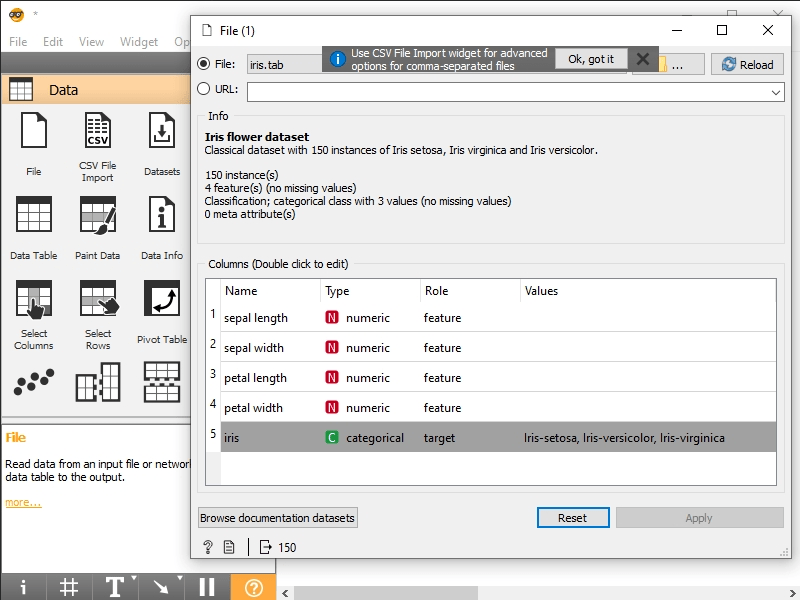 *
File Edit View Widget Op
Data
File
CSV File
Import
Datasets
Data Table
Paint Data
Data Info
Select
Columns
Select
Rows
Pivot Table
File
Read data from an input file or network
data table to the output.
more...
File (1)
File:
iris.tab
Use CSV File Import widget for advanced
options for comma-separated files
Ok, got it
...
Reload
URL:
Info
Iris flower dataset
Classical dataset with 150 instances of Iris setosa, Iris virginica and Iris versicolor.
150 instance(s)
4 feature(s) (no missing values)
Classification; categorical class with 3 values (no missing values)
0 meta attribute(s)
Columns (Double click to edit)
Name Type Role Values
1 sepal length N numeric feature
2 sepal width N numeric feature
3 petal length N numeric feature
4 petal width N numeric feature
5 iris C categorical target Iris-setosa, Iris-versicolor, Iris-virginica
Browse documentation datasets
Reset
Apply
? 150
i # T ?